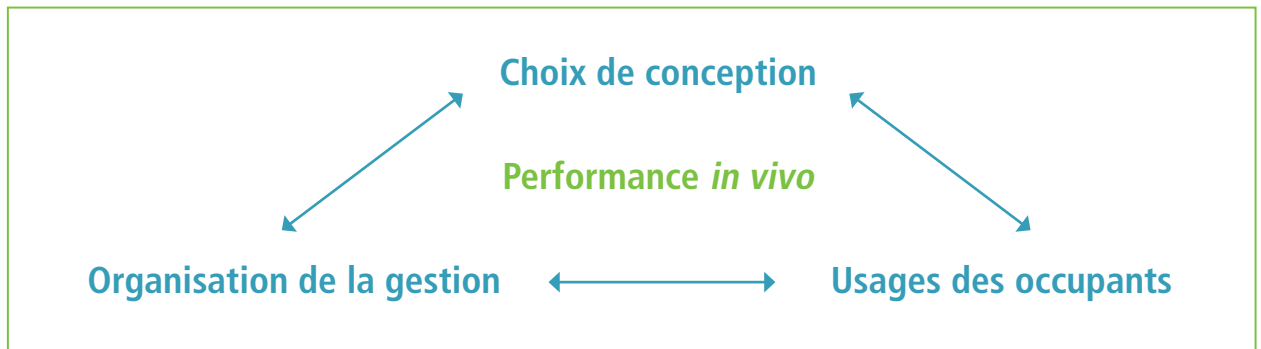 Choix de conception
Performance in vivo
Organisation de la gestion
Usages des occupants